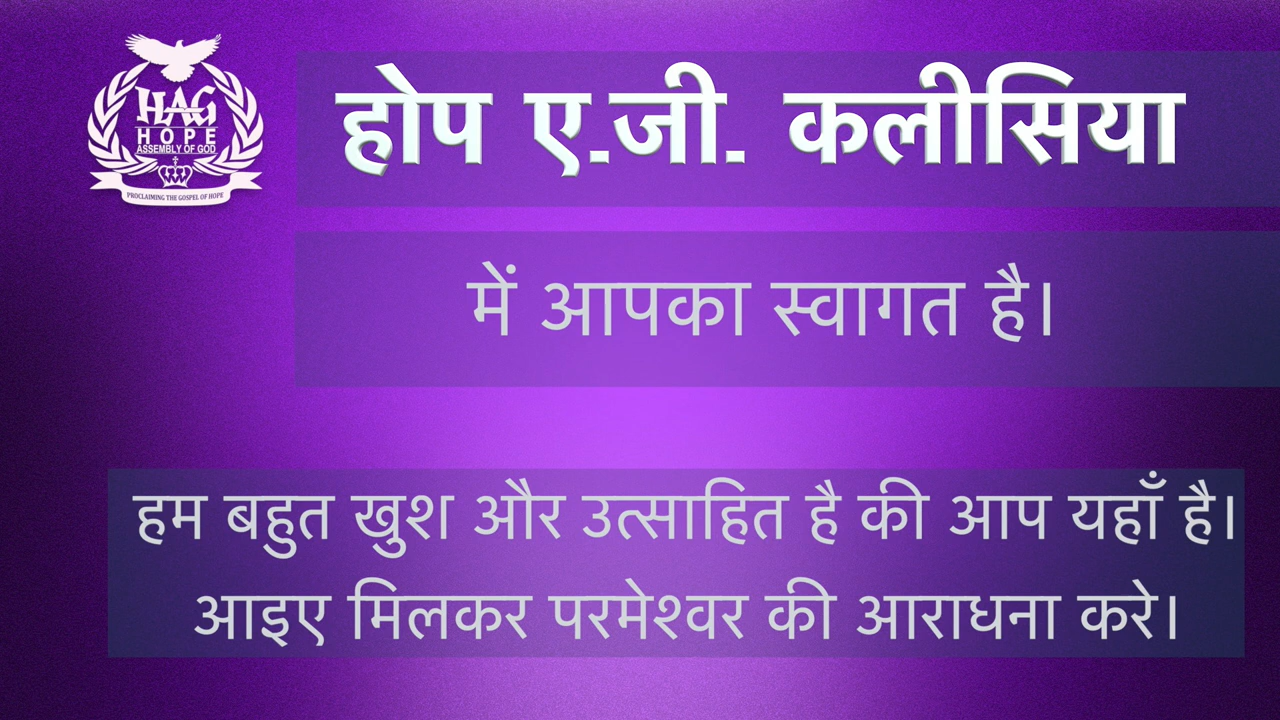 HAG
HOPE
ASSEMBLY OF GOD
PROCLAIMING THE GOSPEL OF HOPE
होप ए.जी. कलीसिया
में आपका स्वागत है।
हम बहुत खुश और उत्साहित है की आप यहाँ है।
आइए मिलकर परमेश्वर की आराधना करे।